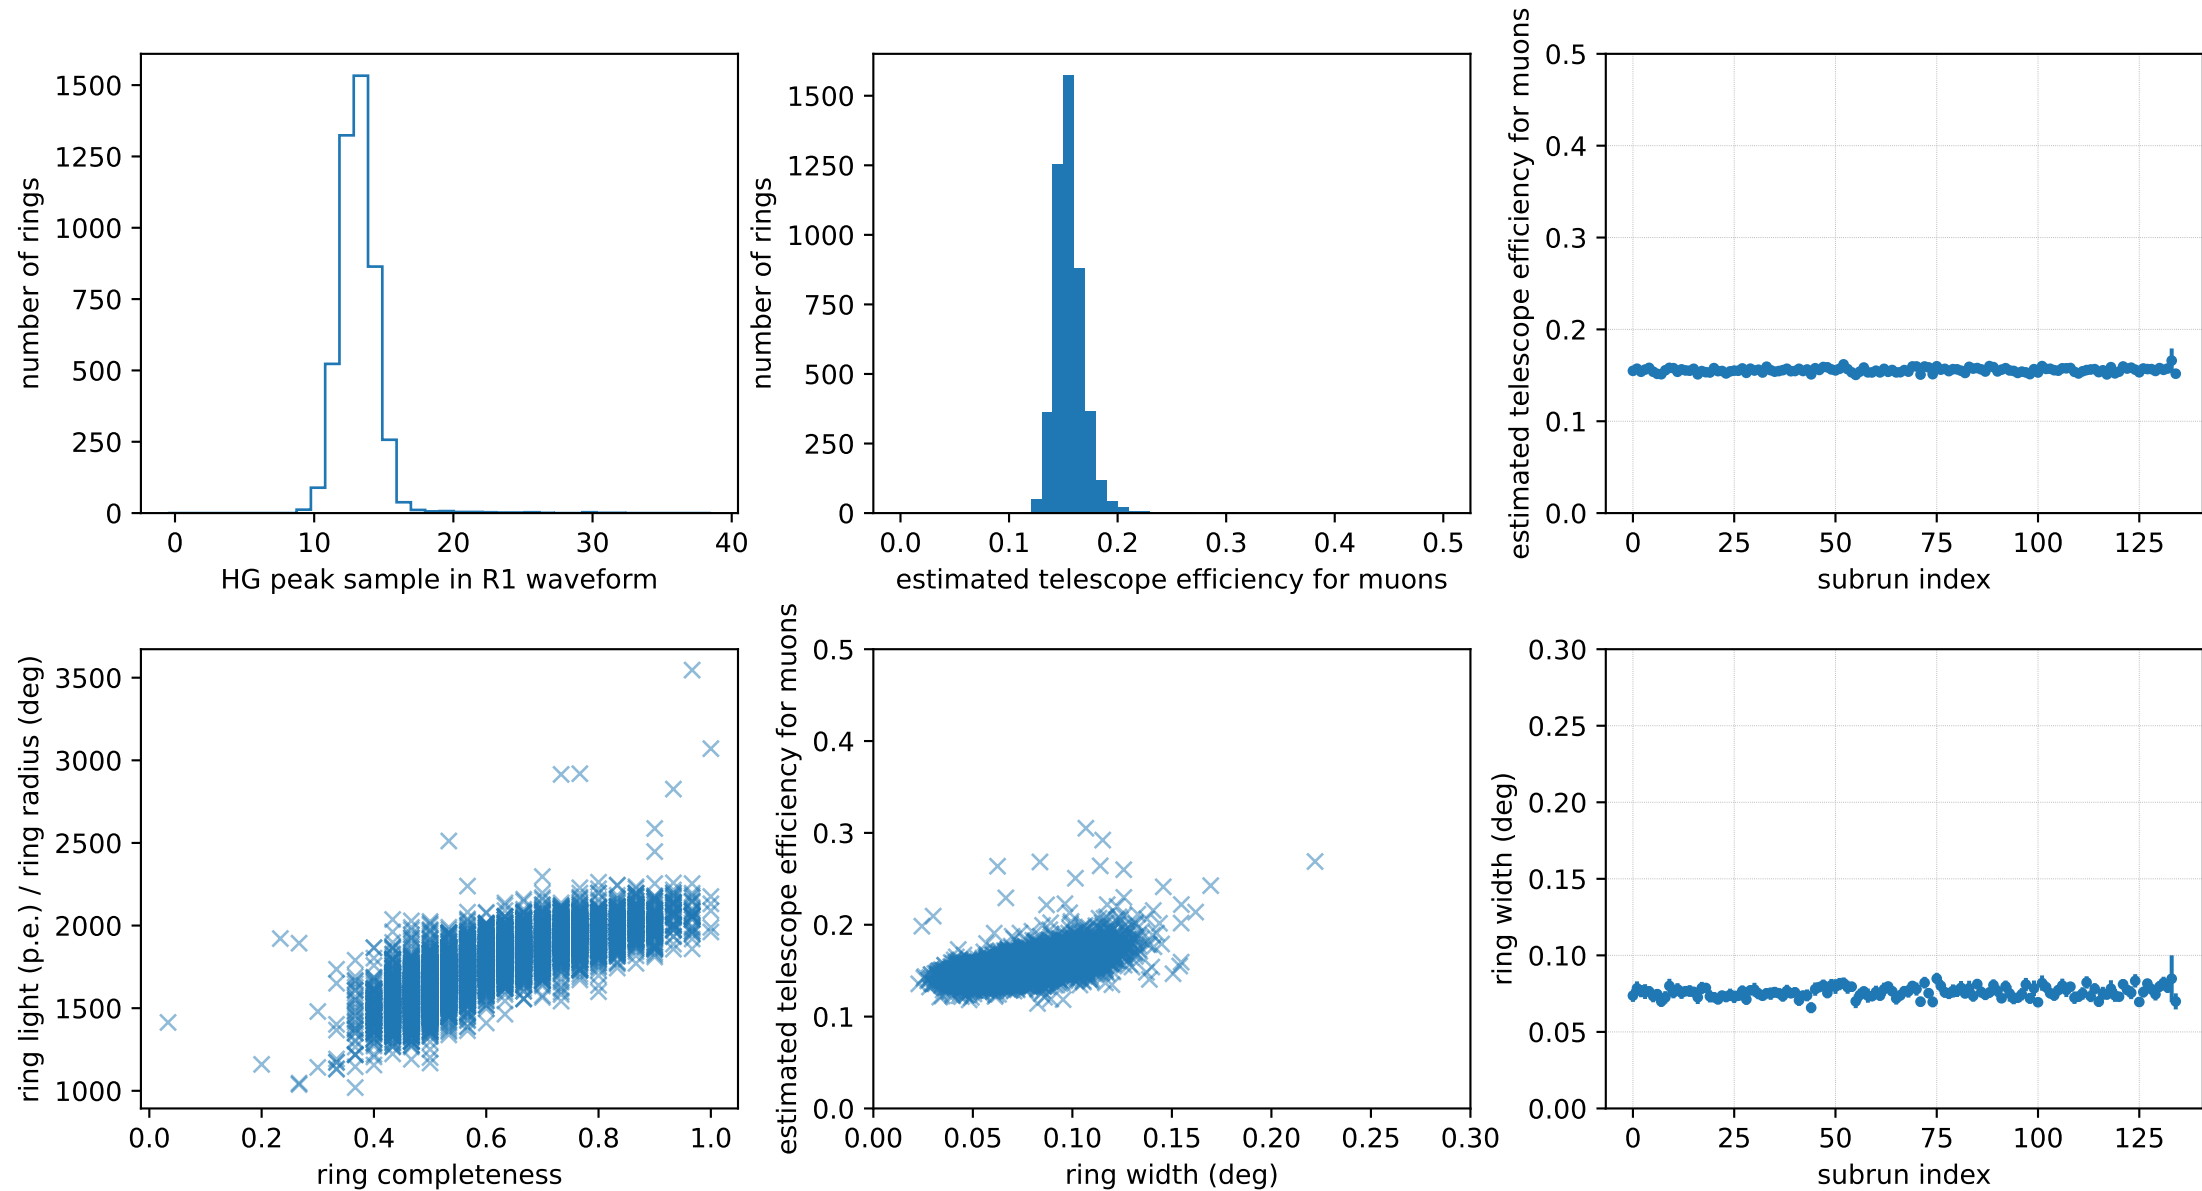 number of rings
1500
1250
1000
750
500
250
0
0 10 20 30 40
HG peak sample in R1 waveform
number of rings
1500
1250
1000
750
500
250
0
0.0 0.1 0.2 0.3 0.4 0.5
estimated telescope efficiency for muons
estimated telescope efficiency for muons
0.5
0.4
0.3
0.2
0.1
0.0
0 25 50 75 100 125
subrun index
ring light (p.e.) / ring radius (deg)
3500
3000
2500
2000
1500
1000
0.0 0.2 0.4 0.6 0.8 1.0
ring completeness
estimated telescope efficiency for muons
0.5
0.4
0.3
0.2
0.1
0.0
0.00 0.05 0.10 0.15 0.20 0.25 0.30
ring width (deg)
ring width (deg)
0.30
0.25
0.20
0.15
0.10
0.05
0.00
0 25 50 75 100 125
subrun index